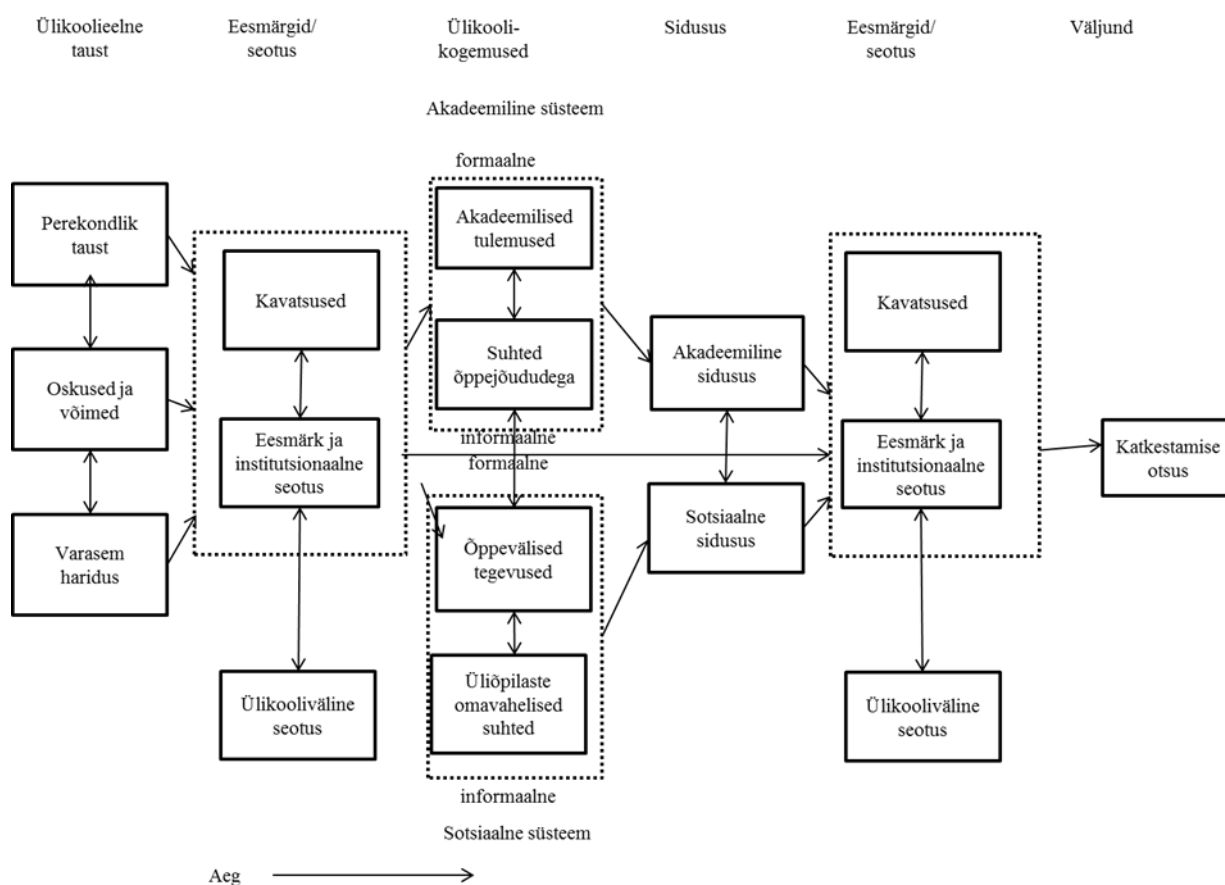 Ülikoolieelne
taust
Eesmärgid/
seotus
Ülikooli-
kogemused
Sidusus
Eesmärgid/
seotus
Väljund
Akadeemiline süsteem
formaalne
Perekondlik
taust
Oskused ja
võimed
Varasem
haridus
Kavatsused
Eesmärk ja
institutsionaalne
seotus
Ülikooliväline
seotus
Akadeemilised
tulemused
Suhted
õppejõududega
informaalne
formaalne
Õppevälised
tegevused
Üliõpilaste
omavahelised
suhted
informaalne
Sotsiaalne süsteem
Akadeemiline
sidusus
Sotsiaalne
sidusus
Kavatsused
Eesmärk ja
institutsionaalne
seotus
Ülikooliväline
seotus
Katkestamise
otsus
Aeg